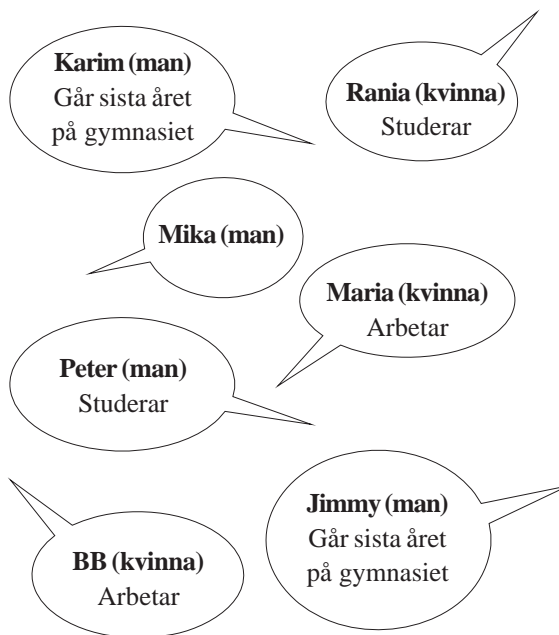 Karim (man)
Går sista året
på gymnasiet
Rania (kvinna)
Studerar
Mika (man)
Maria (kvinna)
Arbetar
Peter (man)
Studerar
Jimmy (man)
Går sista året
på gymnasiet
BB (kvinna)
Arbetar